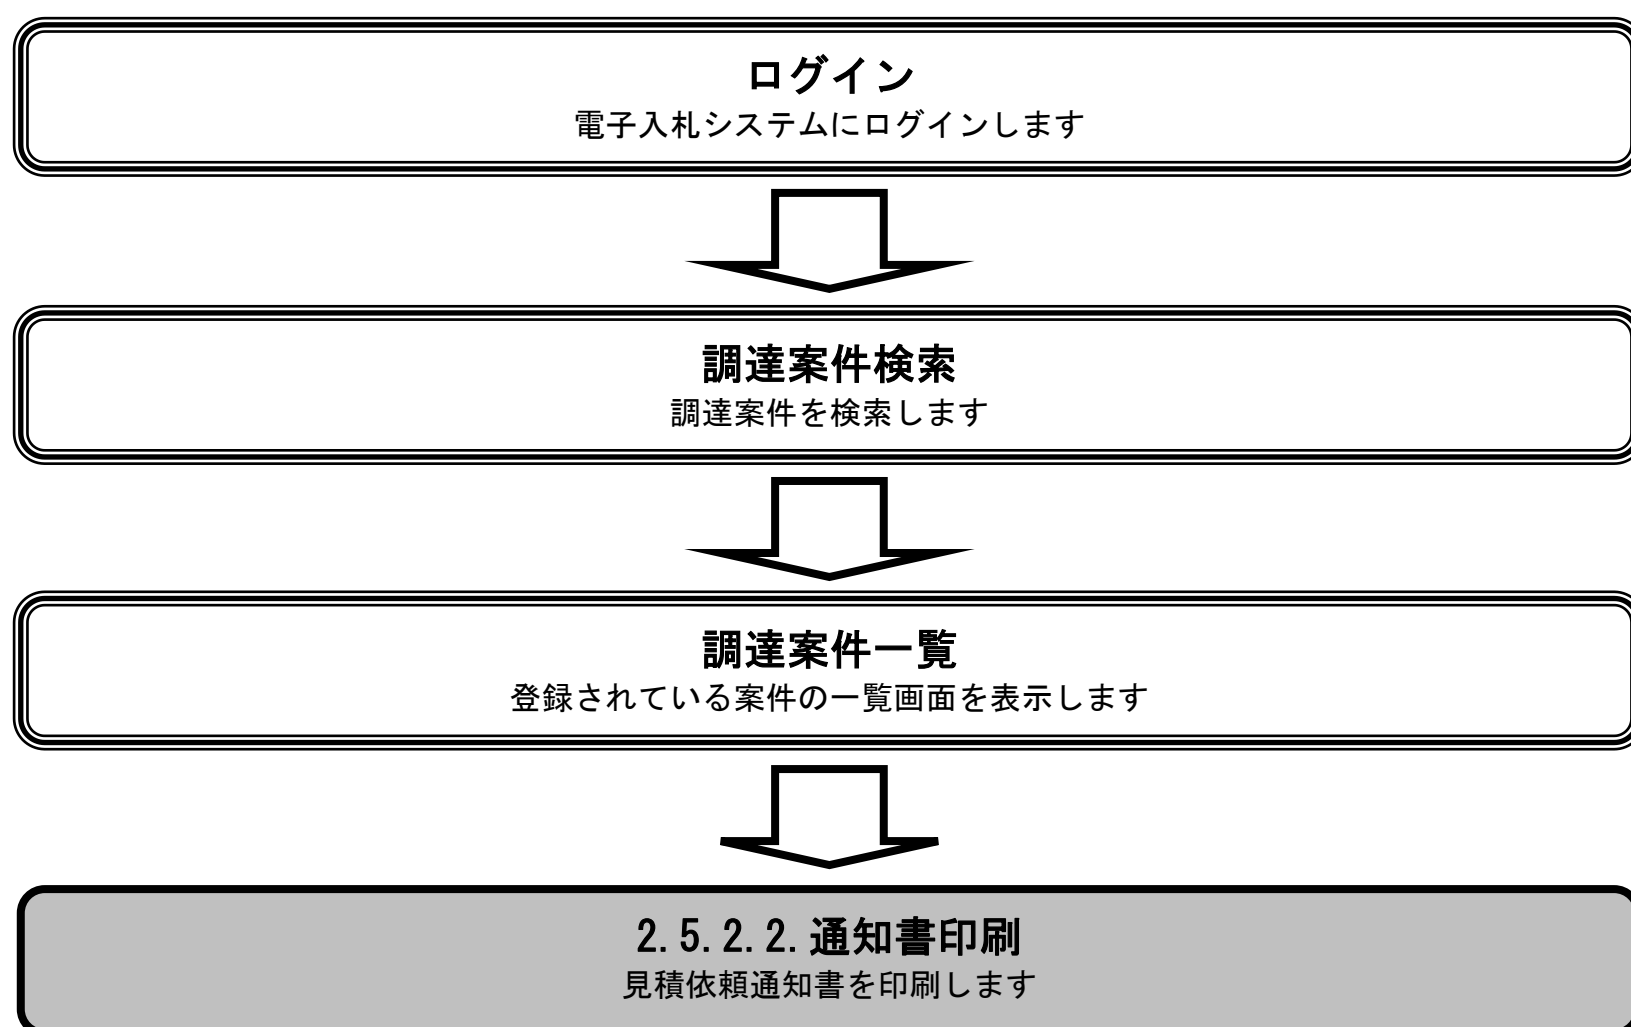 ログイン
電子入札システムにログインします
調達案件検索
調達案件を検索します
調達案件一覧
登録されている案件の一覧画面を表示します
2.5.2.2.通知書印刷
見積依頼通知書を印刷します